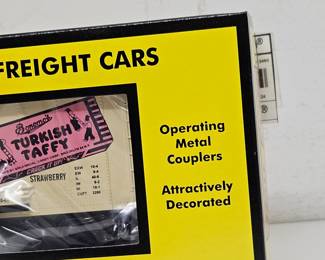 FREIGHT CARS
Bonomo's
TURKISH
TAFFY
STRAWBERRY
Operating
Metal
Couplers
Attractively
Decorated